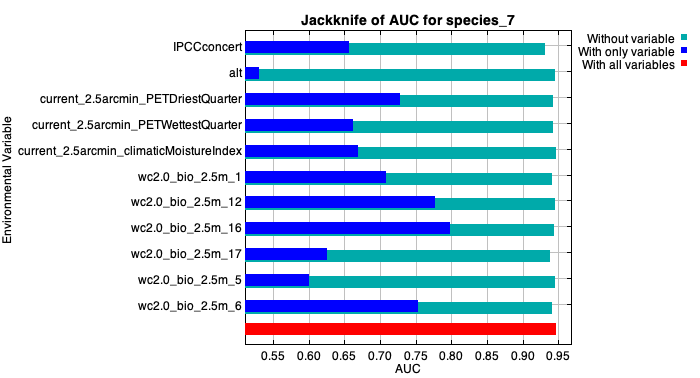 Jackknife of AUC for species_7
Without variable
With only variable
With all variables
Environmental Variable
IPCCconcert
alt
current_2.5arcmin_PETDriestQuarter
current_2.5arcmin_PETWettestQuarter
current_2.5arcmin_climaticMoistureIndex
wc2.0_bio_2.5m_1
wc2.0_bio_2.5m_12
wc2.0_bio_2.5m_16
wc2.0_bio_2.5m_17
wc2.0_bio_2.5m_5
wc2.0_bio_2.5m_6
0.55 0.60 0.65 0.70 0.75 0.80 0.85 0.90 0.95
AUC